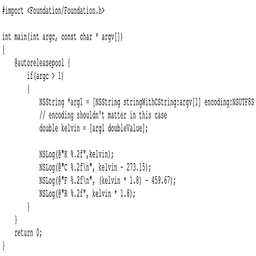 #import <Foundation/Foundation.h>
int main(int argc, const char * argv[])
{
@autoreleasepool {
if(argc > 1)
{
NSString *arg1 = [NSString stringWithCString:argv[1] encoding:NSUTF8S
// encoding shouldn't matter in this case
double kelvin = [arg1 doubleValue];
NSLog(@"K %.2f",kelvin);
NSLog(@"C %.2f\n", kelvin - 273.15);
NSLog(@"F %.2f\n", (kelvin * 1.8) - 459.67);
NSLog(@"R %.2f", kelvin * 1.8);
}
}
return 0;
}